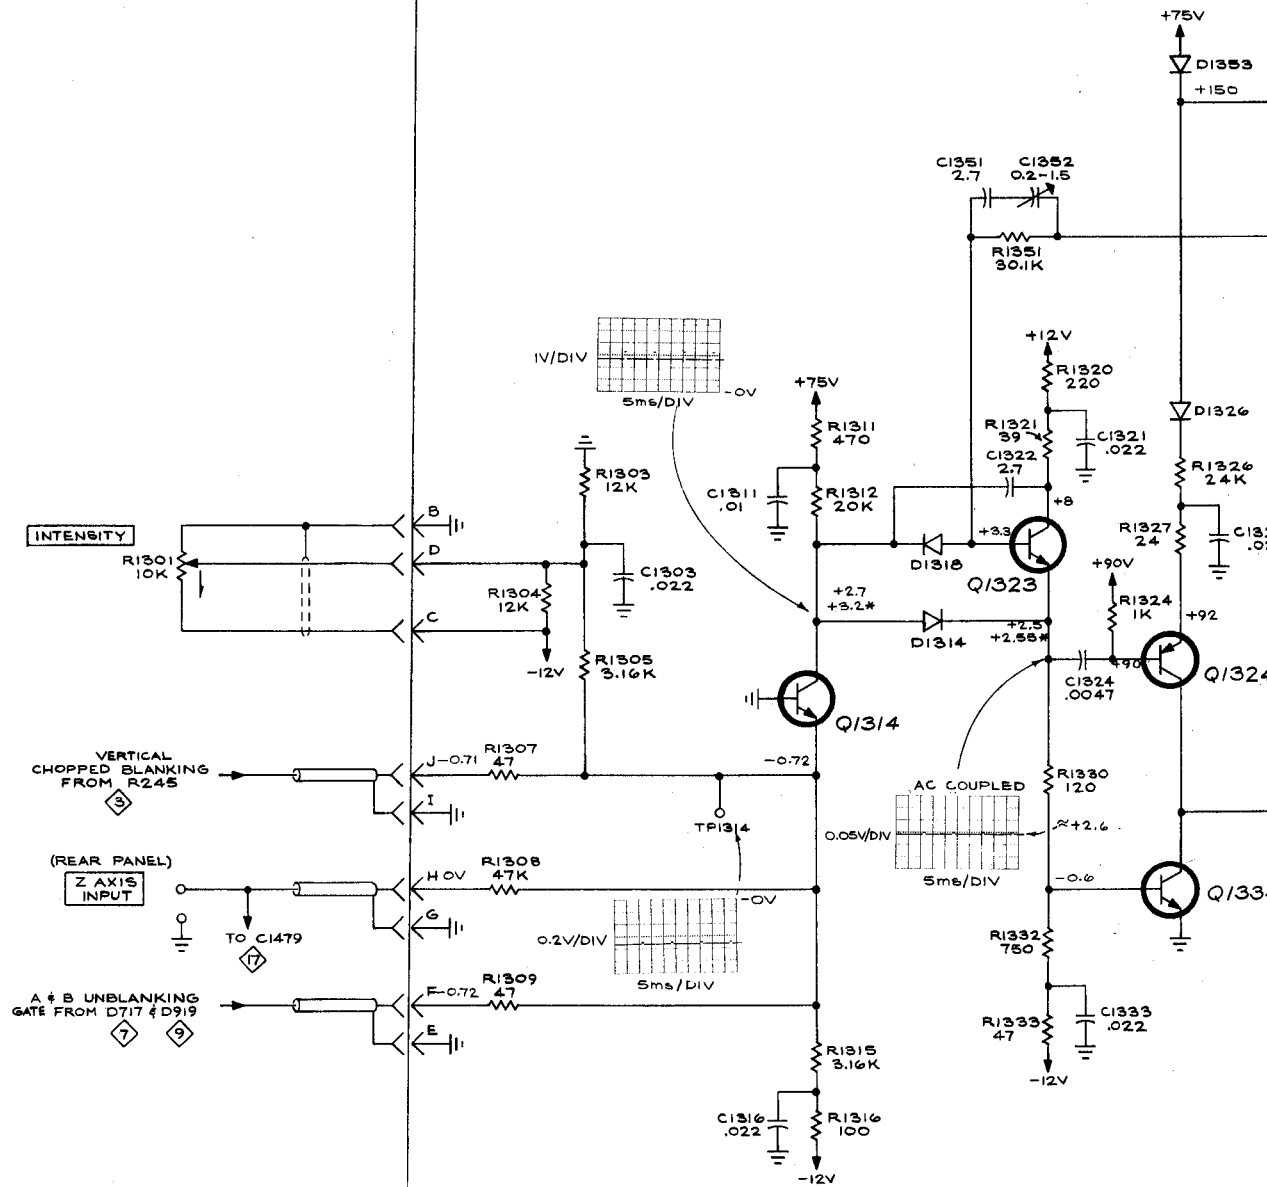 +75V
D1353
+150
C1351
2.7
C1352
0.2-1.5
R1351
30.1K
1V/DIV
-0V
5ms/DIV
+75V
R1311
470
C1311
.01
R1312
20K
+12V
R1320
220
R1321
39
C1321
.022
C1322
2.7
+8
D1326
R1326
24K
R1327
24
R1303
12K
INTENSITY
R1301
10K
B
D
C
C1303
.022
R1304
12K
-12V
R1305
3.16K
+3.3
D1318
Q1323
+90V
R1324
1K
+2.7
+3.2*
D1314
+2.5
+2.55*
+92
+90
C1324
.0047
Q1324
Q1314
VERTICAL
CHOPPED BLANKING
FROM R245
3
J -0.71
R1307
47
I
-0.72
TP1314
R1330
120
AC COUPLED
0.05V/DIV
≈+2.6
5ms/DIV
(REAR PANEL)
Z AXIS
INPUT
TO C1479
17
H 0V
R1308
47K
G
-0V
0.2V/DIV
5ms/DIV
-0.6
R1332
750
A & B UNBLANKING
GATE FROM D717 & D919
7
9
F -0.72
R1309
47
E
R1333
47
C1333
.022
-12V
R1315
3.16K
C1316
.022
R1316
100
-12V